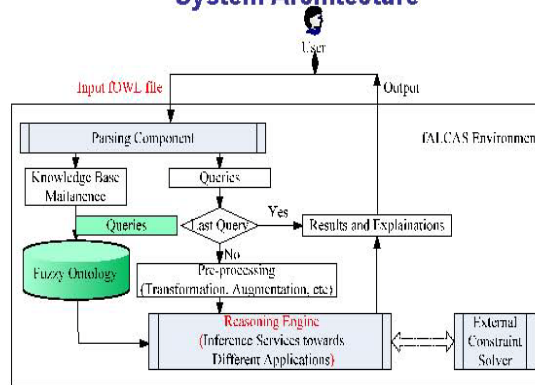 System Architecture
User
Input fOWL file
Output
Parsing Component
fALCAS Environmen
Knowledge Base
Maitanence
Queries
Queries
Last Query
Yes
Results and Explainations
No
Fuzzy Ontology
Pre-processing
(Transformation, Augmentation, etc)
Reasoning Engine
(Inference Services towards
Different Applications)
External
Constraint
Solver